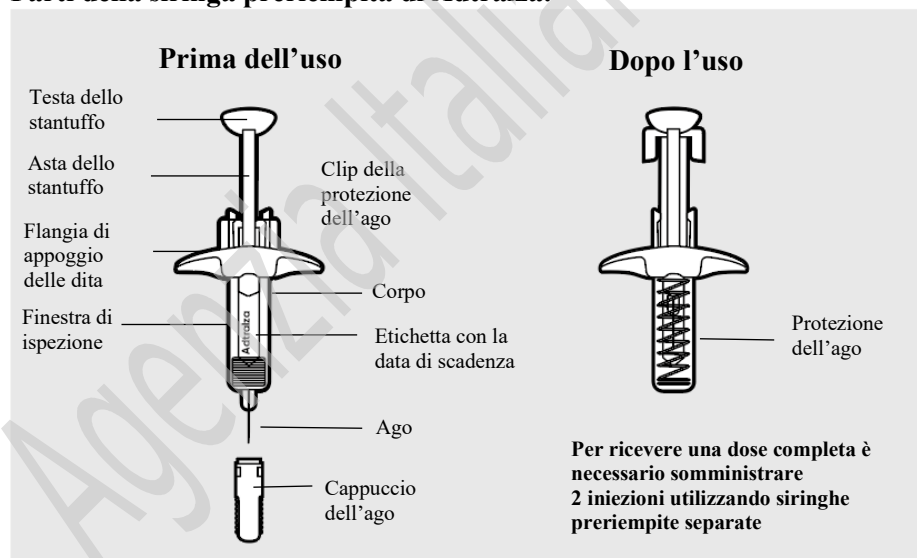 Parti della siringa preriempita di Adtralza:
Prima dell’uso
Testa dello
stantuffo
Asta dello
stantuffo
Clip della
protezione
dell’ago
Flangia di
appoggio
delle dita
Corpo
Finestra di
ispezione
Adtralza
Etichetta con la
data di scadenza
Ago
Cappuccio
dell’ago
Dopo l’uso
Protezione
dell’ago
Per ricevere una dose completa è
necessario somministrare
2 iniezioni utilizzando siringhe
preriempite separate
Agenzia Italian